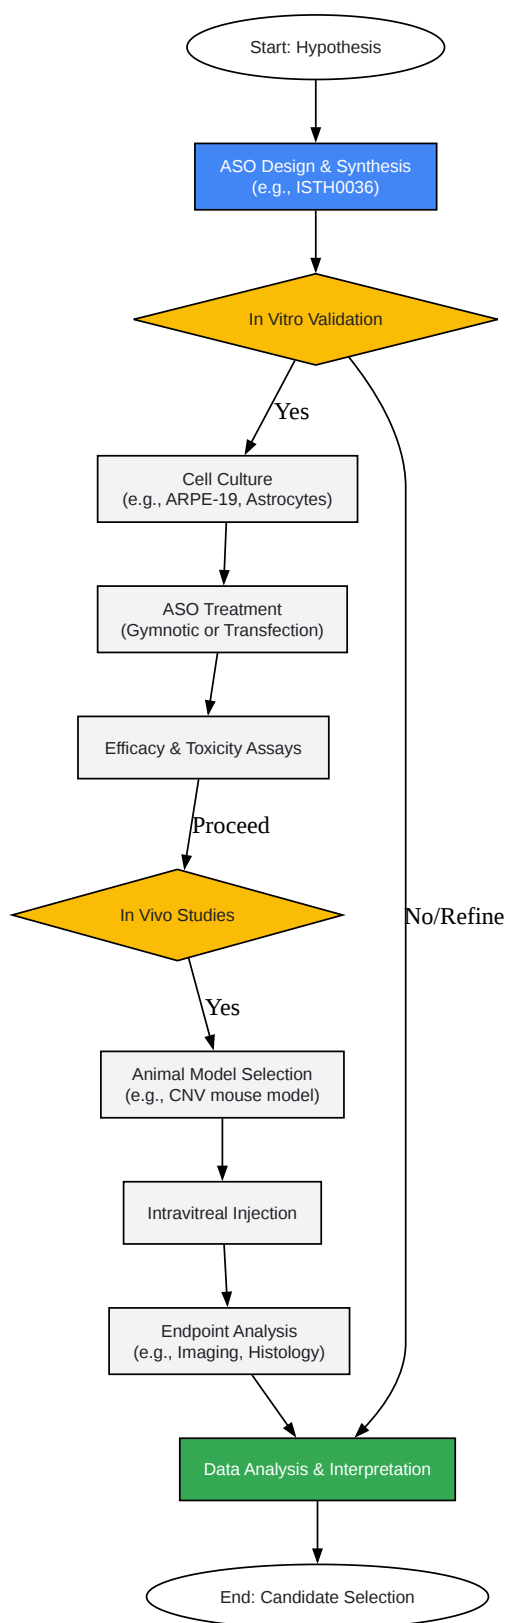 Start: Hypothesis
ASO Design & Synthesis
(e.g., ISTH0036)
In Vitro Validation
Yes
Cell Culture
(e.g., ARPE-19, Astrocytes)
ASO Treatment
(Gymnotic or Transfection)
Efficacy & Toxicity Assays
Proceed
In Vivo Studies
No/Refine
Yes
Animal Model Selection
(e.g., CNV mouse model)
Intravitreal Injection
Endpoint Analysis
(e.g., Imaging, Histology)
Data Analysis & Interpretation
End: Candidate Selection